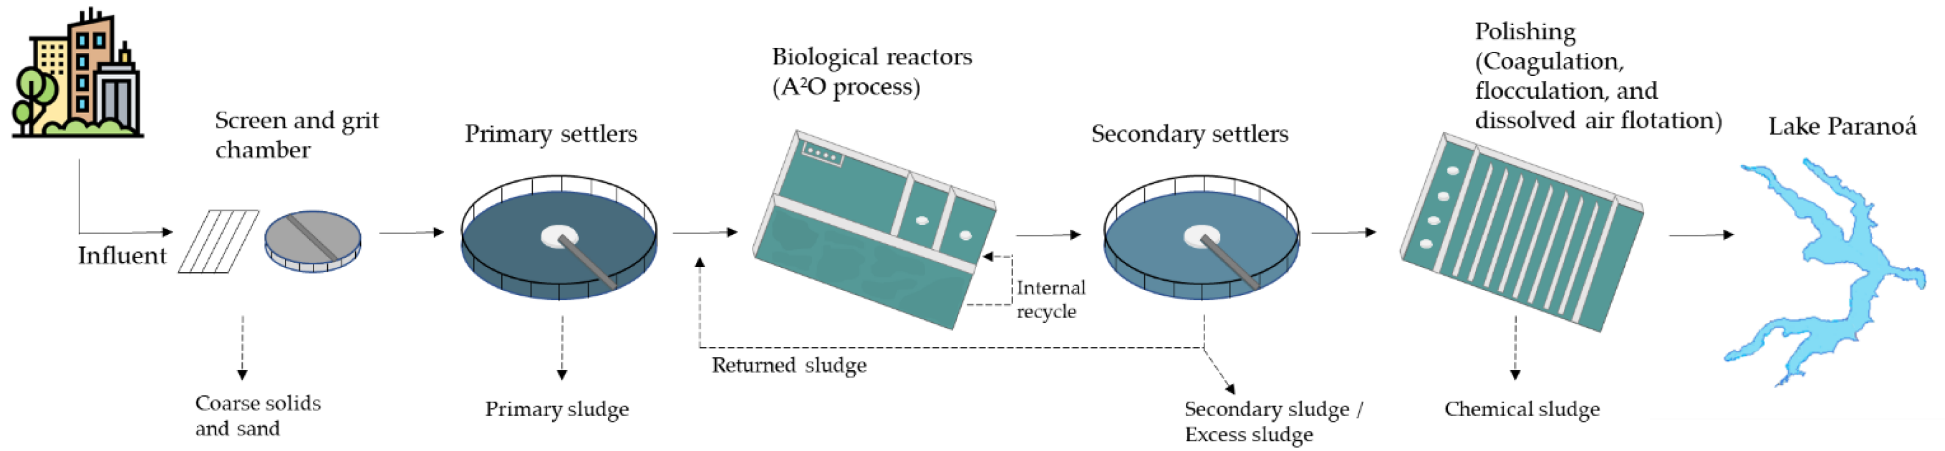 Influent
Screen and grit
chamber
Coarse solids
and sand
Primary settlers
Primary sludge
Biological reactors
(A²O process)
Internal
recycle
Returned sludge
Secondary settlers
Secondary sludge /
Excess sludge
Polishing
(Coagulation,
flocculation, and
dissolved air flotation)
Chemical sludge
Lake Paranoá